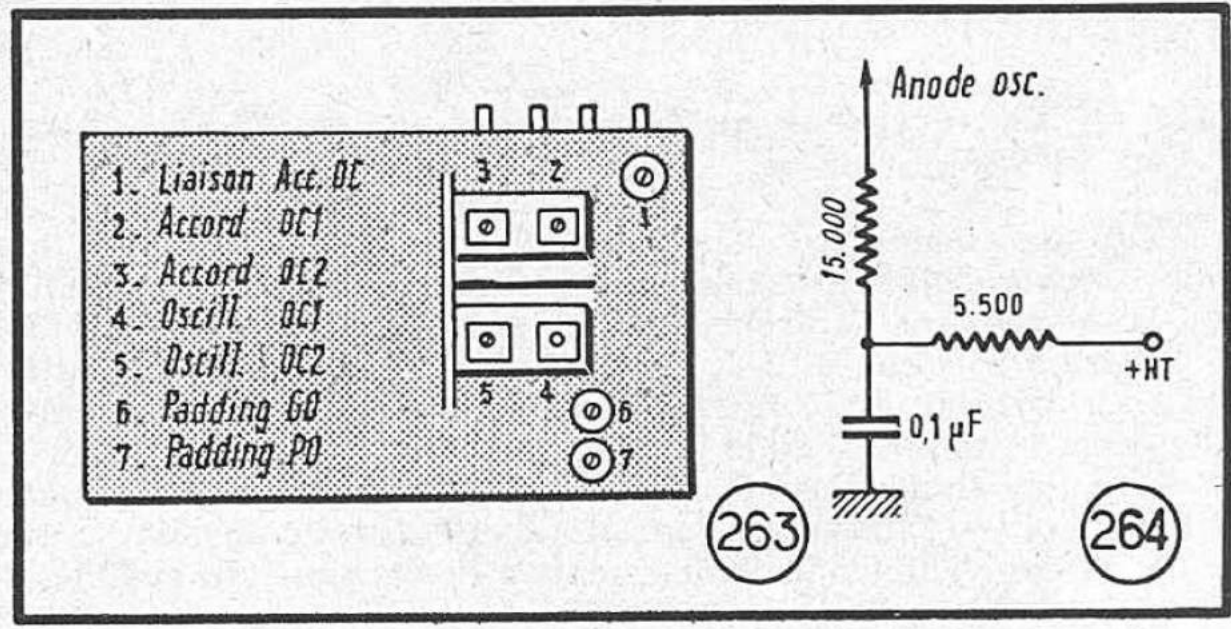 1. Liaison Acc. OC
2. Accord OC1
3. Accord OC2
4. Oscill. OC1
5. Oscill. OC2
6. Padding GO
7. Padding PO
3 2
1
5 4
6
7
263
Anode osc.
15.000
5.500
+HT
0,1 µF
264